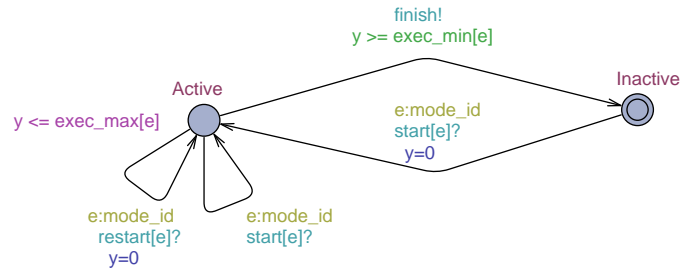 finish!
y >= exec_min[e]
Active
Inactive
y <= exec_max[e]
e:mode_id
start[e]?
y=0
e:mode_id
restart[e]?
y=0
e:mode_id
start[e]?